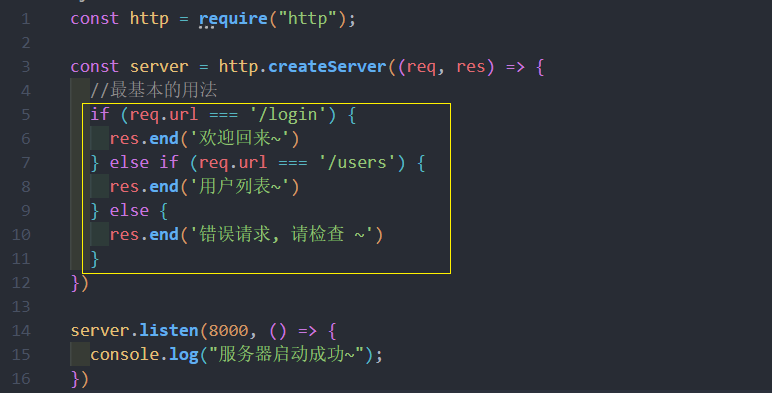 1 const http = require("http");
2
3 const server = http.createServer((req, res) => {
4 //最基本的用法
5 if (req.url === '/login') {
6 res.end('欢迎回来~')
7 } else if (req.url === '/users') {
8 res.end('用户列表~')
9 } else {
10 res.end('错误请求, 请检查 ~')
11 }
12 })
13
14 server.listen(8000, () => {
15 console.log("服务器启动成功~");
16 })